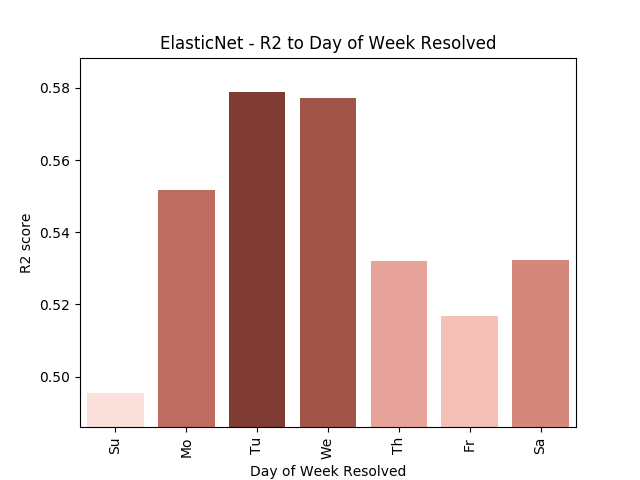 ElasticNet - R2 to Day of Week Resolved
0.58
0.56
0.54
0.52
0.50
R2 score
Su
Mo
Tu
We
Th
Fr
Sa
Day of Week Resolved